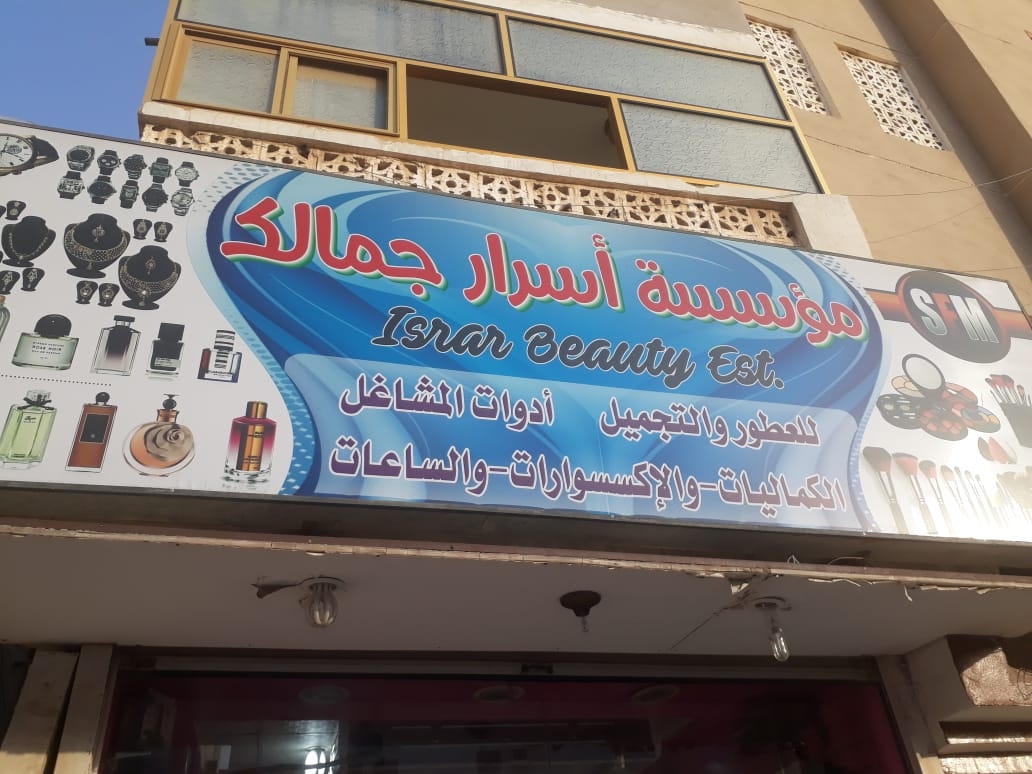 مؤسسة أسرار جمالك
Israr Beauty Est.
للعطور والتجميل أدوات المشاغل
الكماليات-والإكسسوارات-والساعات
SFM